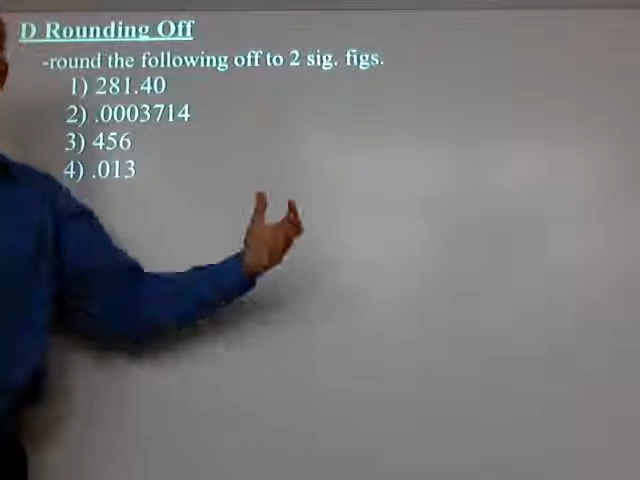 D Rounding Off
-round the following off to 2 sig. figs.
1) 281.40
2) .0003714
3) 456
4) .013